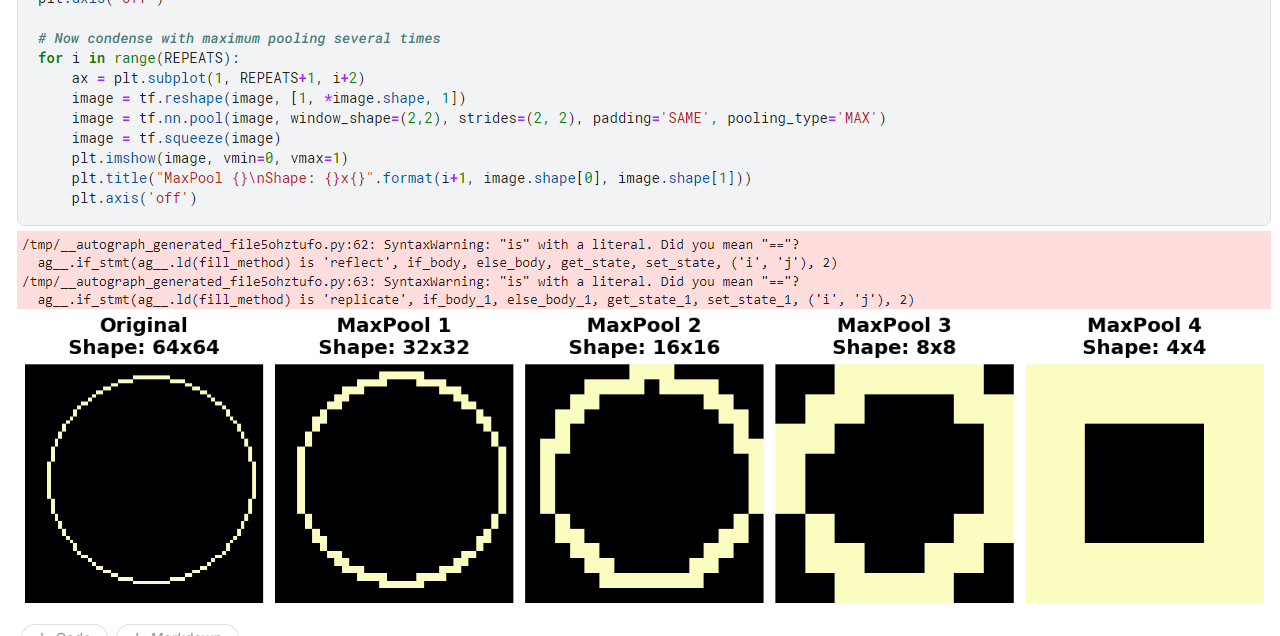 plt.axis('off')
# Now condense with maximum pooling several times
for i in range(REPEATS):
    ax = plt.subplot(1, REPEATS+1, i+2)
    image = tf.reshape(image, [1, *image.shape, 1])
    image = tf.nn.pool(image, window_shape=(2,2), strides=(2, 2), padding='SAME', pooling_type='MAX')
    image = tf.squeeze(image)
    plt.imshow(image, vmin=0, vmax=1)
    plt.title("MaxPool {}\nShape: {}x{}".format(i+1, image.shape[0], image.shape[1]))
    plt.axis('off')
/tmp/__autograph_generated_file5ohztufo.py:62: SyntaxWarning: "is" with a literal. Did you mean "=="?
  ag__.if_stmt(ag__.ld(fill_method) is 'reflect', if_body, else_body, get_state, set_state, ('i', 'j'), 2)
/tmp/__autograph_generated_file5ohztufo.py:63: SyntaxWarning: "is" with a literal. Did you mean "=="?
  ag__.if_stmt(ag__.ld(fill_method) is 'replicate', if_body_1, else_body_1, get_state_1, set_state_1, ('i', 'j'), 2)
Original
Shape: 64x64
MaxPool 1
Shape: 32x32
MaxPool 2
Shape: 16x16
MaxPool 3
Shape: 8x8
MaxPool 4
Shape: 4x4
+ Code
+ Markdown